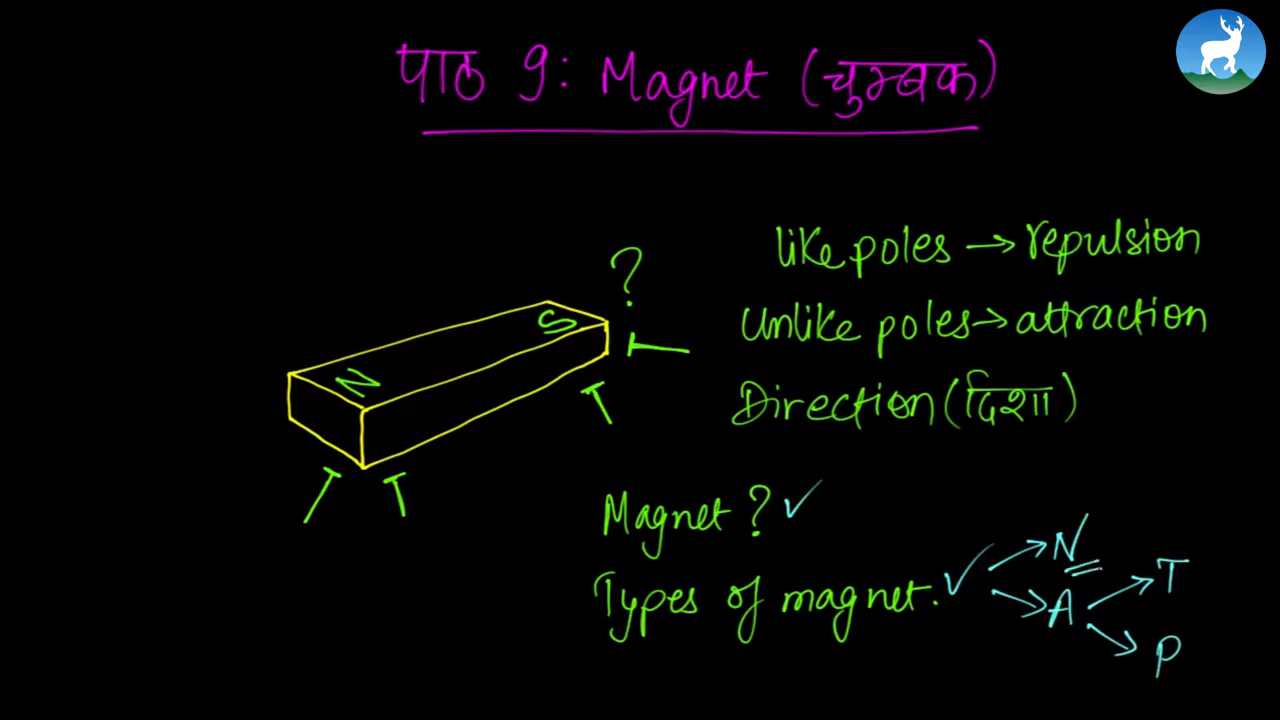 पाठ 9: Magnet (चुम्बक)
?
S
N
like poles → repulsion
Unlike poles → attraction
Direction (दिशा)
Magnet ? ✓
Types of magnet. ✓
N
A
T
P